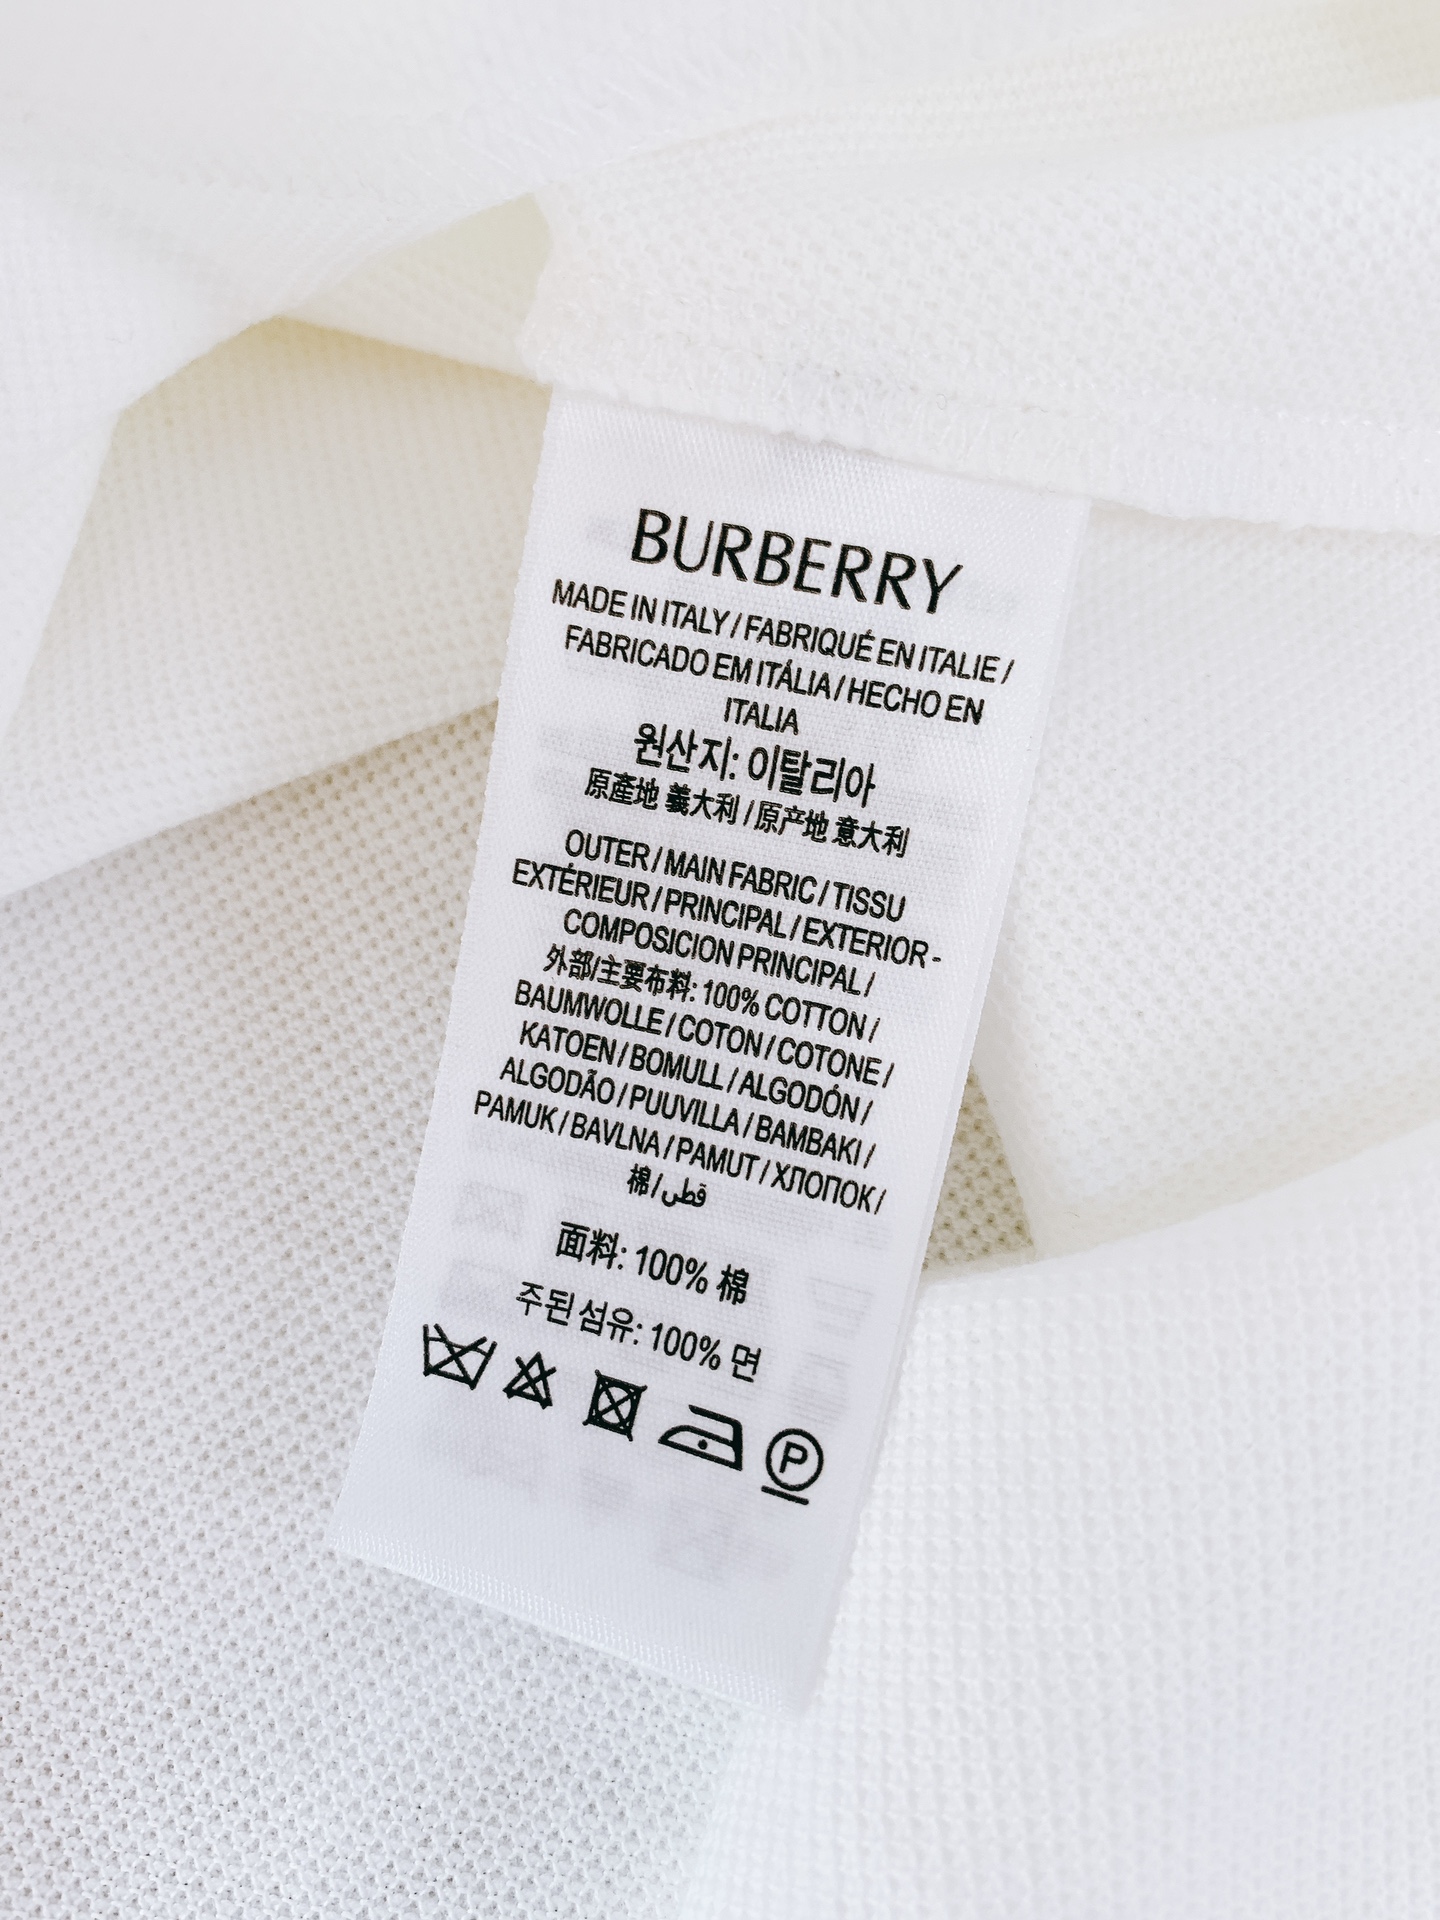 BURBERRY
MADE IN ITALY / FABRIQUÉ EN ITALIE /
FABRICADO EM ITÁLIA / HECHO EN
ITALIA
원산지: 이탈리아
原產地 義大利 / 原产地 意大利
OUTER / MAIN FABRIC / TISSU
EXTÉRIEUR / PRINCIPAL / EXTERIOR -
COMPOSICION PRINCIPAL /
外部/主要布料: 100% COTTON /
BAUMWOLLE / COTON / COTONE /
KATOEN / BOMULL / ALGODÓN /
ALGODÃO / PUUVILLA / BAMBAKI /
PAMUK / BAVLNA / PAMUT / ХЛОПОК /
棉/قطن
面料: 100% 棉
주된 섬유: 100% 면
P